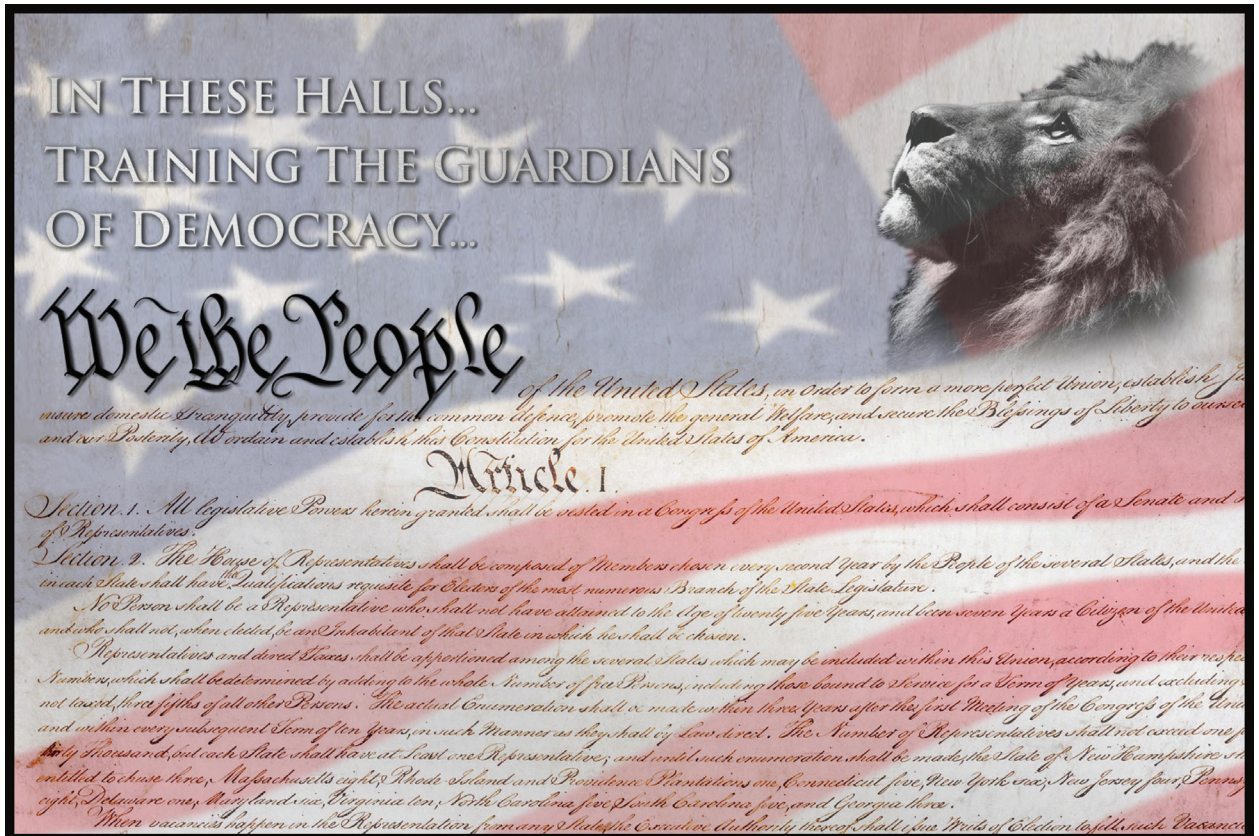 IN THESE HALLS...
TRAINING THE GUARDIANS
OF DEMOCRACY...
We the People
of the United States, in order to form a more perfect Union, establish Ju
insure domestic Tranquility, provide for the common defence, promote the general Welfare, and secure the Blessings of Liberty to ourse
and our Posterity, do ordain and establish this Constitution for the United States of America.
Article. I.
Section. 1. All legislative Powers herein granted shall be vested in a Congress of the United States, which shall consist of a Senate and
of Representatives.
Section. 2. The House of Representatives shall be composed of Members chosen every second Year by the People of the several States, and the
in each State shall have the Qualifications requisite for Electors of the most numerous Branch of the State Legislature.
No Person shall be a Representative who shall not have attained to the Age of twenty five Years, and been seven Years a Citizen of the United
and who shall not, when elected, be an Inhabitant of that State in which he shall be chosen.
Representatives and direct Taxes shall be apportioned among the several States which may be included within this Union, according to their respec
Numbers, which shall be determined by adding to the whole Number of free Persons, including those bound to Service for a Term of Years, and excluding
not taxed, three fifths of all other Persons. The actual Enumeration shall be made within three Years after the first Meeting of the Congress of the Unite
and within every subsequent Term of ten Years, in such Manner as they shall by Law direct. The Number of Representatives shall not exceed one f
thirty Thousand, but each State shall have at Least one Representative; and until such enumeration shall be made, the State of New Hampshire sh
entitled to chuse three, Massachusetts eight, Rhode Island and Providence Plantations one, Connecticut five, New York six, New Jersey four, Penns
eight, Delaware one, Maryland six, Virginia ten, North Carolina five, South Carolina five, and Georgia three.
When vacancies happen in the Representation from any State, the Executive Authority thereof shall issue Writs of Election to fill such Vacanci